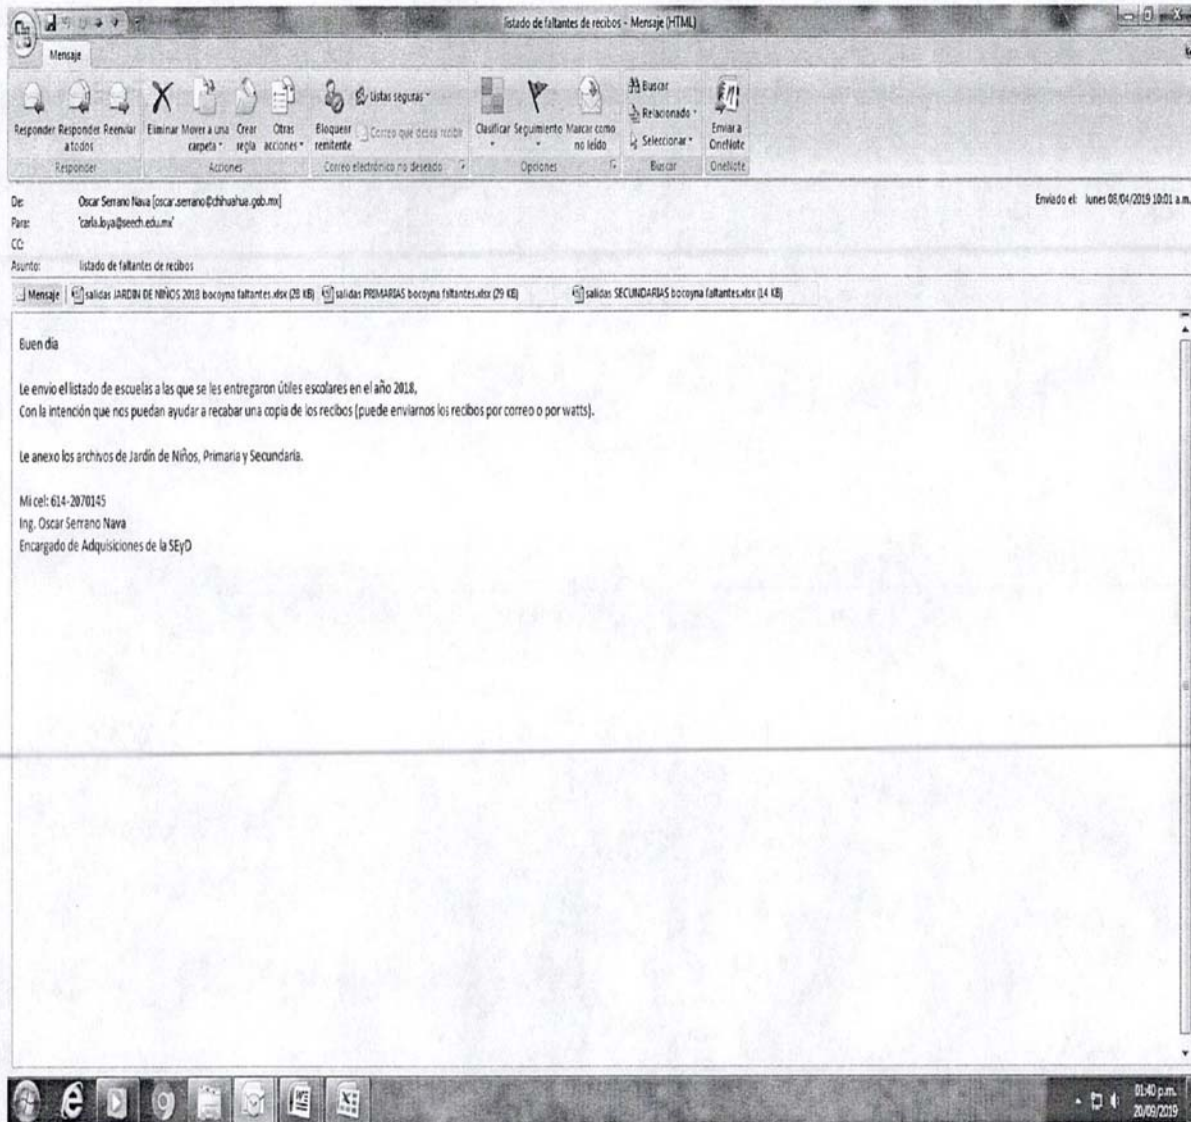 listado de faltantes de recibos - Mensaje (HTML)
Mensaje
Responder Responder a todos Reenviar
Eliminar Mover a una carpeta Crear regla Otras acciones
Bloquear remitente Listas seguras
Correo que desea recibir
Clasificar Seguimiento Marcar como no leído
Buscar
Relacionado
Seleccionar
Enviar a OneNote
Responder Acciones Correo electrónico no deseado Opciones Buscar OneNote
De: Oscar Serrano Nava [oscar.serrano@chihuahua.gob.mx] Enviado el: lunes 08/04/2019 10:01 a.m.
Para: 'carla.loya@seech.edu.mx'
CC:
Asunto: listado de faltantes de recibos
Mensaje salidas JARDIN DE NIÑOS 2018 bocoyna faltantes.xlsx (28 KB) salidas PRIMARIAS bocoyna faltantes.xlsx (29 KB) salidas SECUNDARIAS bocoyna faltantes.xlsx (14 KB)
Buen día
Le envio el listado de escuelas a las que se les entregaron útiles escolares en el año 2018,
Con la intención que nos puedan ayudar a recabar una copia de los recibos (puede enviarnos los recibos por correo o por watts).
Le anexo los archivos de Jardín de Niños, Primaria y Secundaria.
Mi cel: 614-2070145
Ing. Oscar Serrano Nava
Encargado de Adquisiciones de la SEyD
01:40 p.m.
20/09/2019